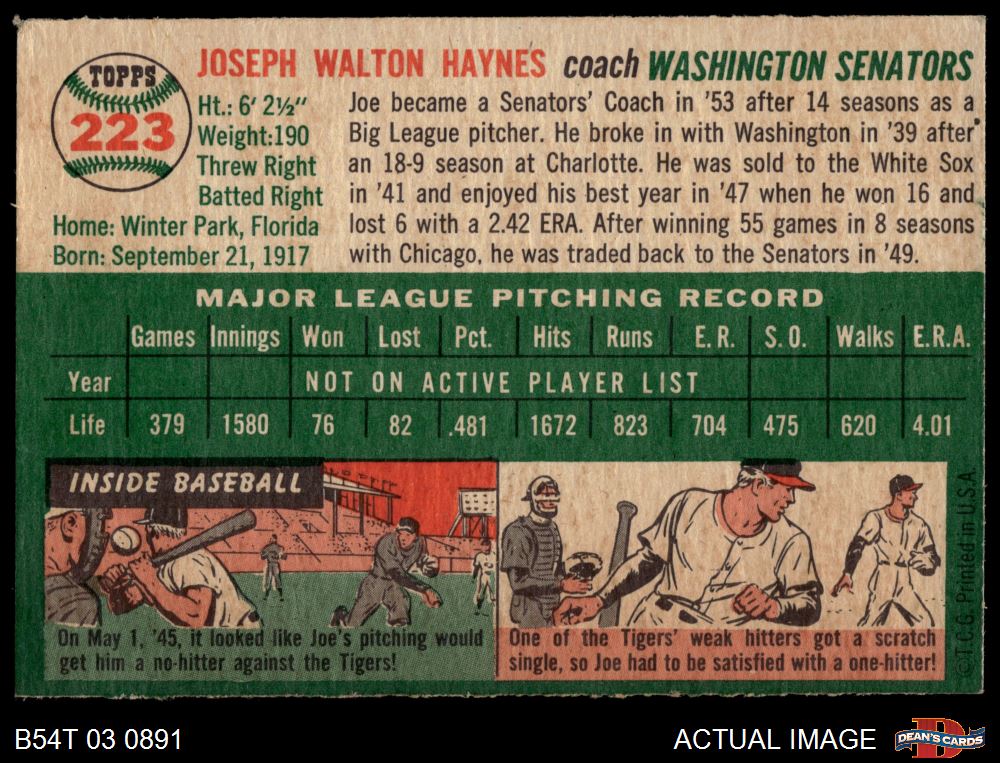 TOPPS
223
JOSEPH WALTON HAYNES coach WASHINGTON SENATORS
Ht.: 6' 2½"
Weight:190
Threw Right
Batted Right
Home: Winter Park, Florida
Born: September 21, 1917
Joe became a Senators' Coach in '53 after 14 seasons as a
Big League pitcher. He broke in with Washington in '39 after
an 18-9 season at Charlotte. He was sold to the White Sox
in '41 and enjoyed his best year in '47 when he won 16 and
lost 6 with a 2.42 ERA. After winning 55 games in 8 seasons
with Chicago, he was traded back to the Senators in '49.
MAJOR LEAGUE PITCHING RECORD
Games Innings Won Lost Pct. Hits Runs E. R. S. O. Walks E.R.A.
Year NOT ON ACTIVE PLAYER LIST
Life 379 1580 76 82 .481 1672 823 704 475 620 4.01
INSIDE BASEBALL
On May 1, '45, it looked like Joe's pitching would
get him a no-hitter against the Tigers!
One of the Tigers' weak hitters got a scratch
single, so Joe had to be satisfied with a one-hitter!
©T.C.G. Printed in U.S.A.
B54T 03 0891
ACTUAL IMAGE
DEAN'S CARDS